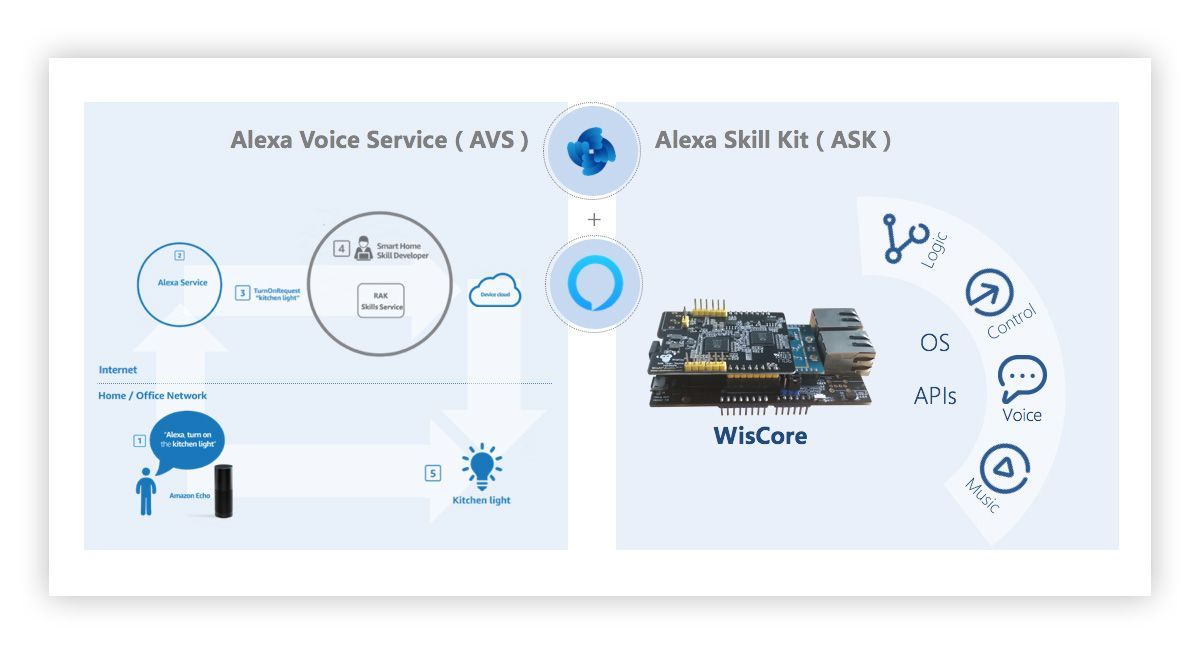 Alexa Voice Service ( AVS )
2
Alexa Service
3
TurnOnRequest
"kitchen light"
4
Smart Home
Skill Developer
RAK
Skills Service
Device cloud
Internet
Home / Office Network
1
"Alexa, turn on
the kitchen light"
Amazon Echo
5
Kitchen light
+
Alexa Skill Kit ( ASK )
WisCore
OS
APIs
Logic
Control
Voice
Music